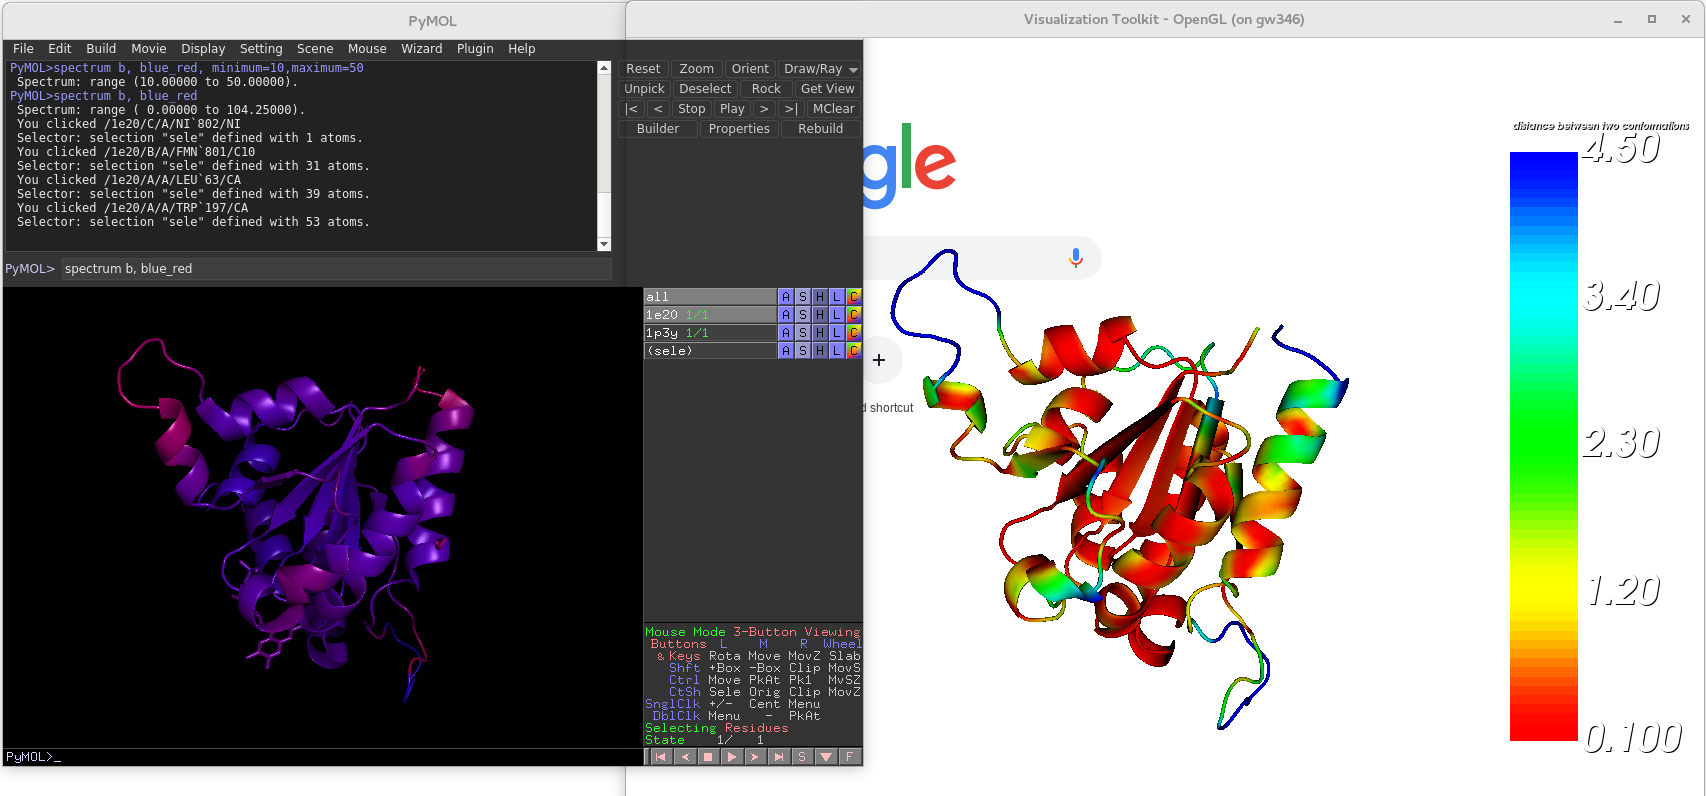 PyMOL
Visualization Toolkit - OpenGL (on gw346)
File Edit Build Movie Display Setting Scene Mouse Wizard Plugin Help
PyMOL>spectrum b, blue_red, minimum=10,maximum=50
Spectrum: range (10.00000 to 50.00000).
PyMOL>spectrum b, blue_red
Spectrum: range ( 0.00000 to 104.25000).
You clicked /1e20/C/A/NI`802/NI
Selector: selection "sele" defined with 1 atoms.
You clicked /1e20/B/A/FMN`801/C10
Selector: selection "sele" defined with 31 atoms.
You clicked /1e20/A/A/LEU`63/CA
Selector: selection "sele" defined with 39 atoms.
You clicked /1e20/A/A/TRP`197/CA
Selector: selection "sele" defined with 53 atoms.
PyMOL> spectrum b, blue_red
Reset Zoom Orient Draw/Ray
Unpick Deselect Rock Get View
|< < Stop Play > >| MClear
Builder Properties Rebuild
all A S H L C
1e20 1/1 A S H L C
1p3y 1/1 A S H L C
(sele) A S H L C
Mouse Mode 3-Button Viewing
Buttons L M R Wheel
& Keys Rota Move MovZ Slab
Shft +Box -Box Clip MovS
Ctrl Move PkAt Pk1 MvSZ
CtSh Sele Orig Clip MovZ
SnglClk +/- Cent Menu
DblClk Menu - PkAt
Selecting Residues
State 1/ 1
S F
PyMOL>_
gle
+
d shortcut
distance between two conformations
4.50
3.40
2.30
1.20
0.100